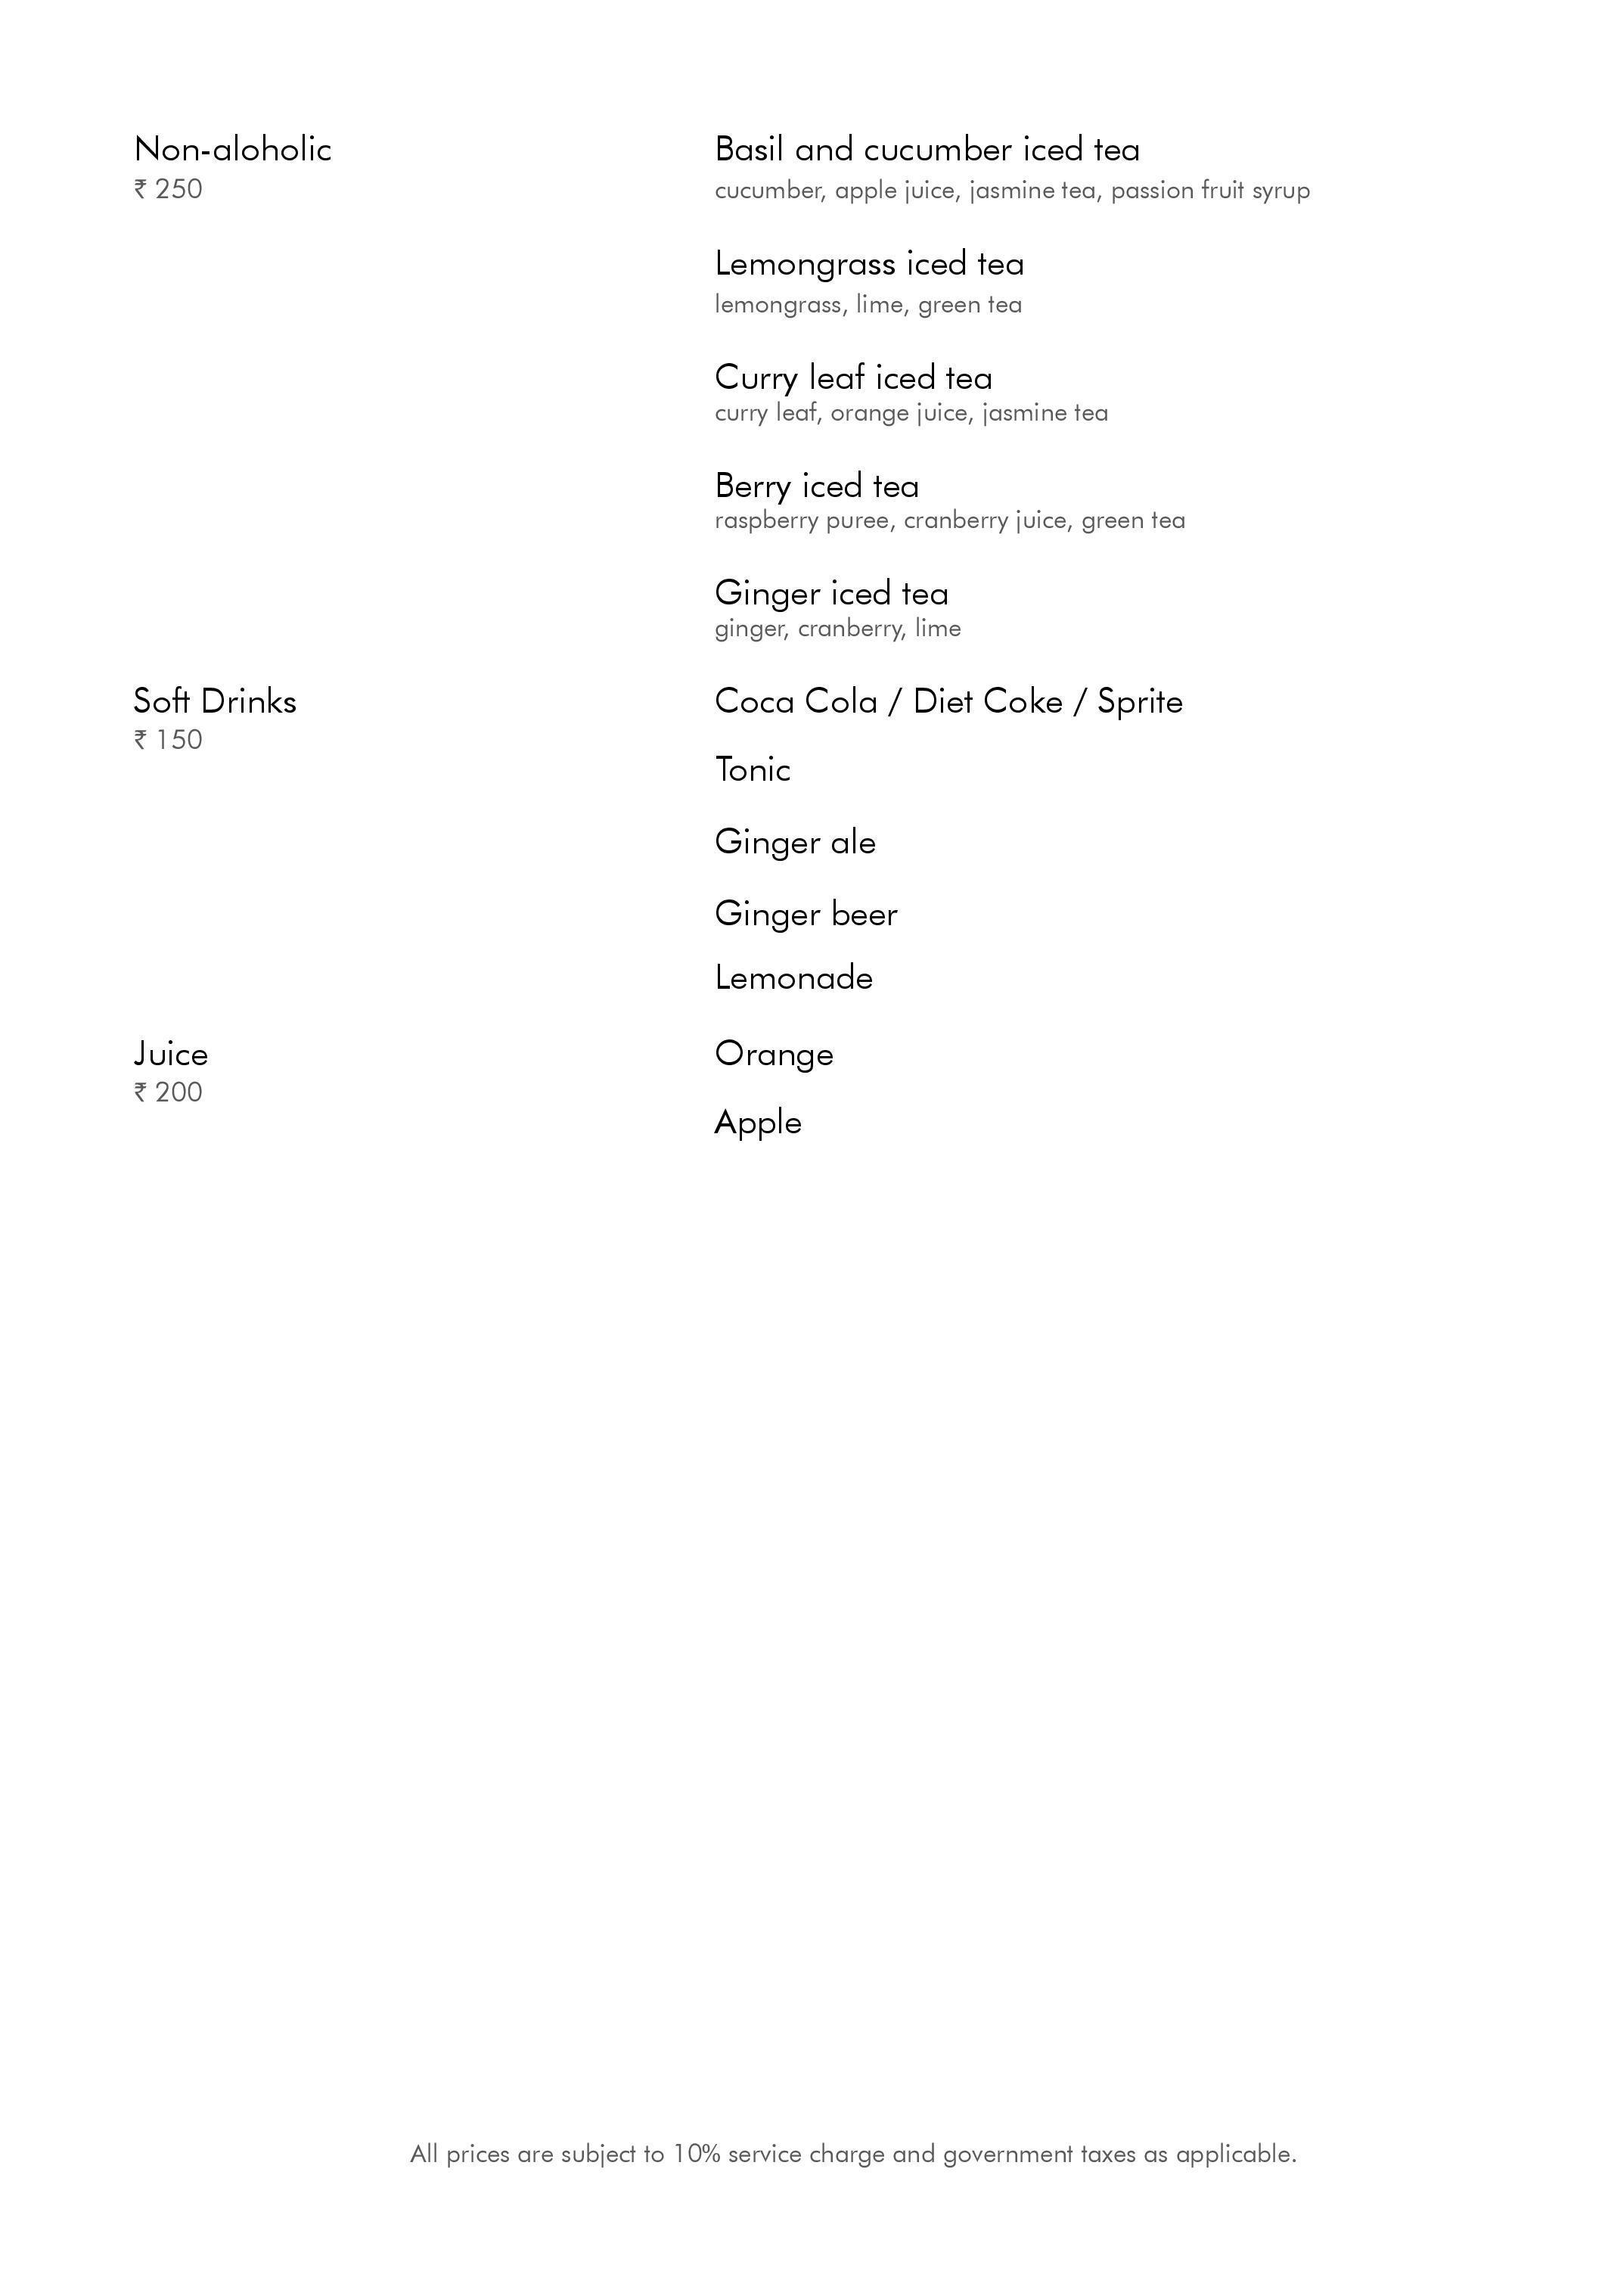 Non-aloholic
₹ 250
Basil and cucumber iced tea
cucumber, apple juice, jasmine tea, passion fruit syrup
Lemongrass iced tea
lemongrass, lime, green tea
Curry leaf iced tea
curry leaf, orange juice, jasmine tea
Berry iced tea
raspberry puree, cranberry juice, green tea
Ginger iced tea
ginger, cranberry, lime
Soft Drinks
₹ 150
Coca Cola / Diet Coke / Sprite
Tonic
Ginger ale
Ginger beer
Lemonade
Juice
₹ 200
Orange
Apple
All prices are subject to 10% service charge and government taxes as applicable.